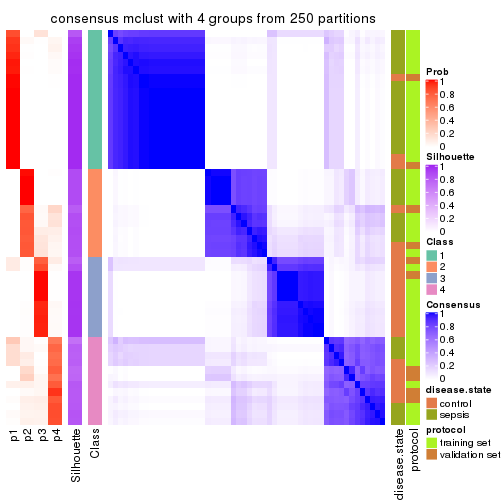 consensus mclust with 4 groups from 250 partitions
Prob
1
0.8
0.6
0.4
0.2
0
Silhouette
1
0.8
0.6
0.4
0.2
0
Class
1
2
3
4
Consensus
1
0.8
0.6
0.4
0.2
0
disease.state
control
sepsis
protocol
training set
validation set
p1
p2
p3
p4
Silhouette
Class
disease.state
protocol